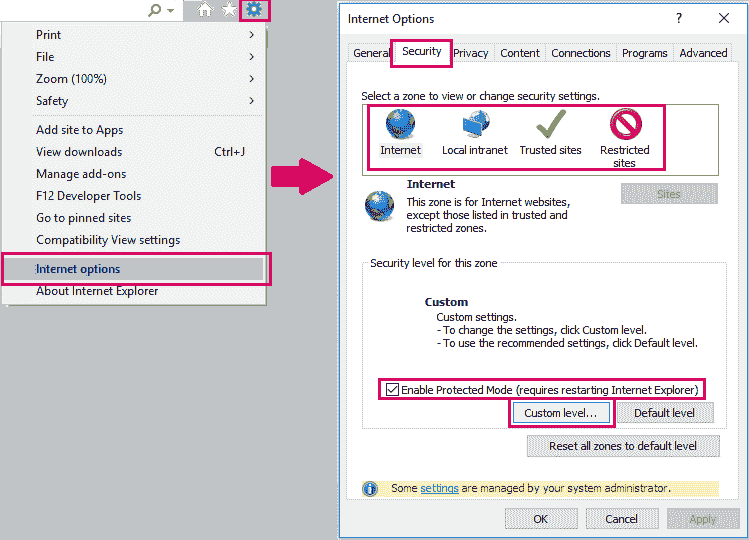 Print >
File >
Zoom (100%) >
Safety >
Add site to Apps
View downloads Ctrl+J
Manage add-ons
F12 Developer Tools
Go to pinned sites
Compatibility View settings
Internet options
About Internet Explorer
Internet Options ? ×
General Security Privacy Content Connections Programs Advanced
Select a zone to view or change security settings.
Internet Local intranet Trusted sites Restricted
sites
Internet
This zone is for Internet websites,
except those listed in trusted and
restricted zones.
Sites
Security level for this zone
Custom
Custom settings.
- To change the settings, click Custom level.
- To use the recommended settings, click Default level.
Enable Protected Mode (requires restarting Internet Explorer)
Custom level... Default level
Reset all zones to default level
Some settings are managed by your system administrator.
OK Cancel Apply